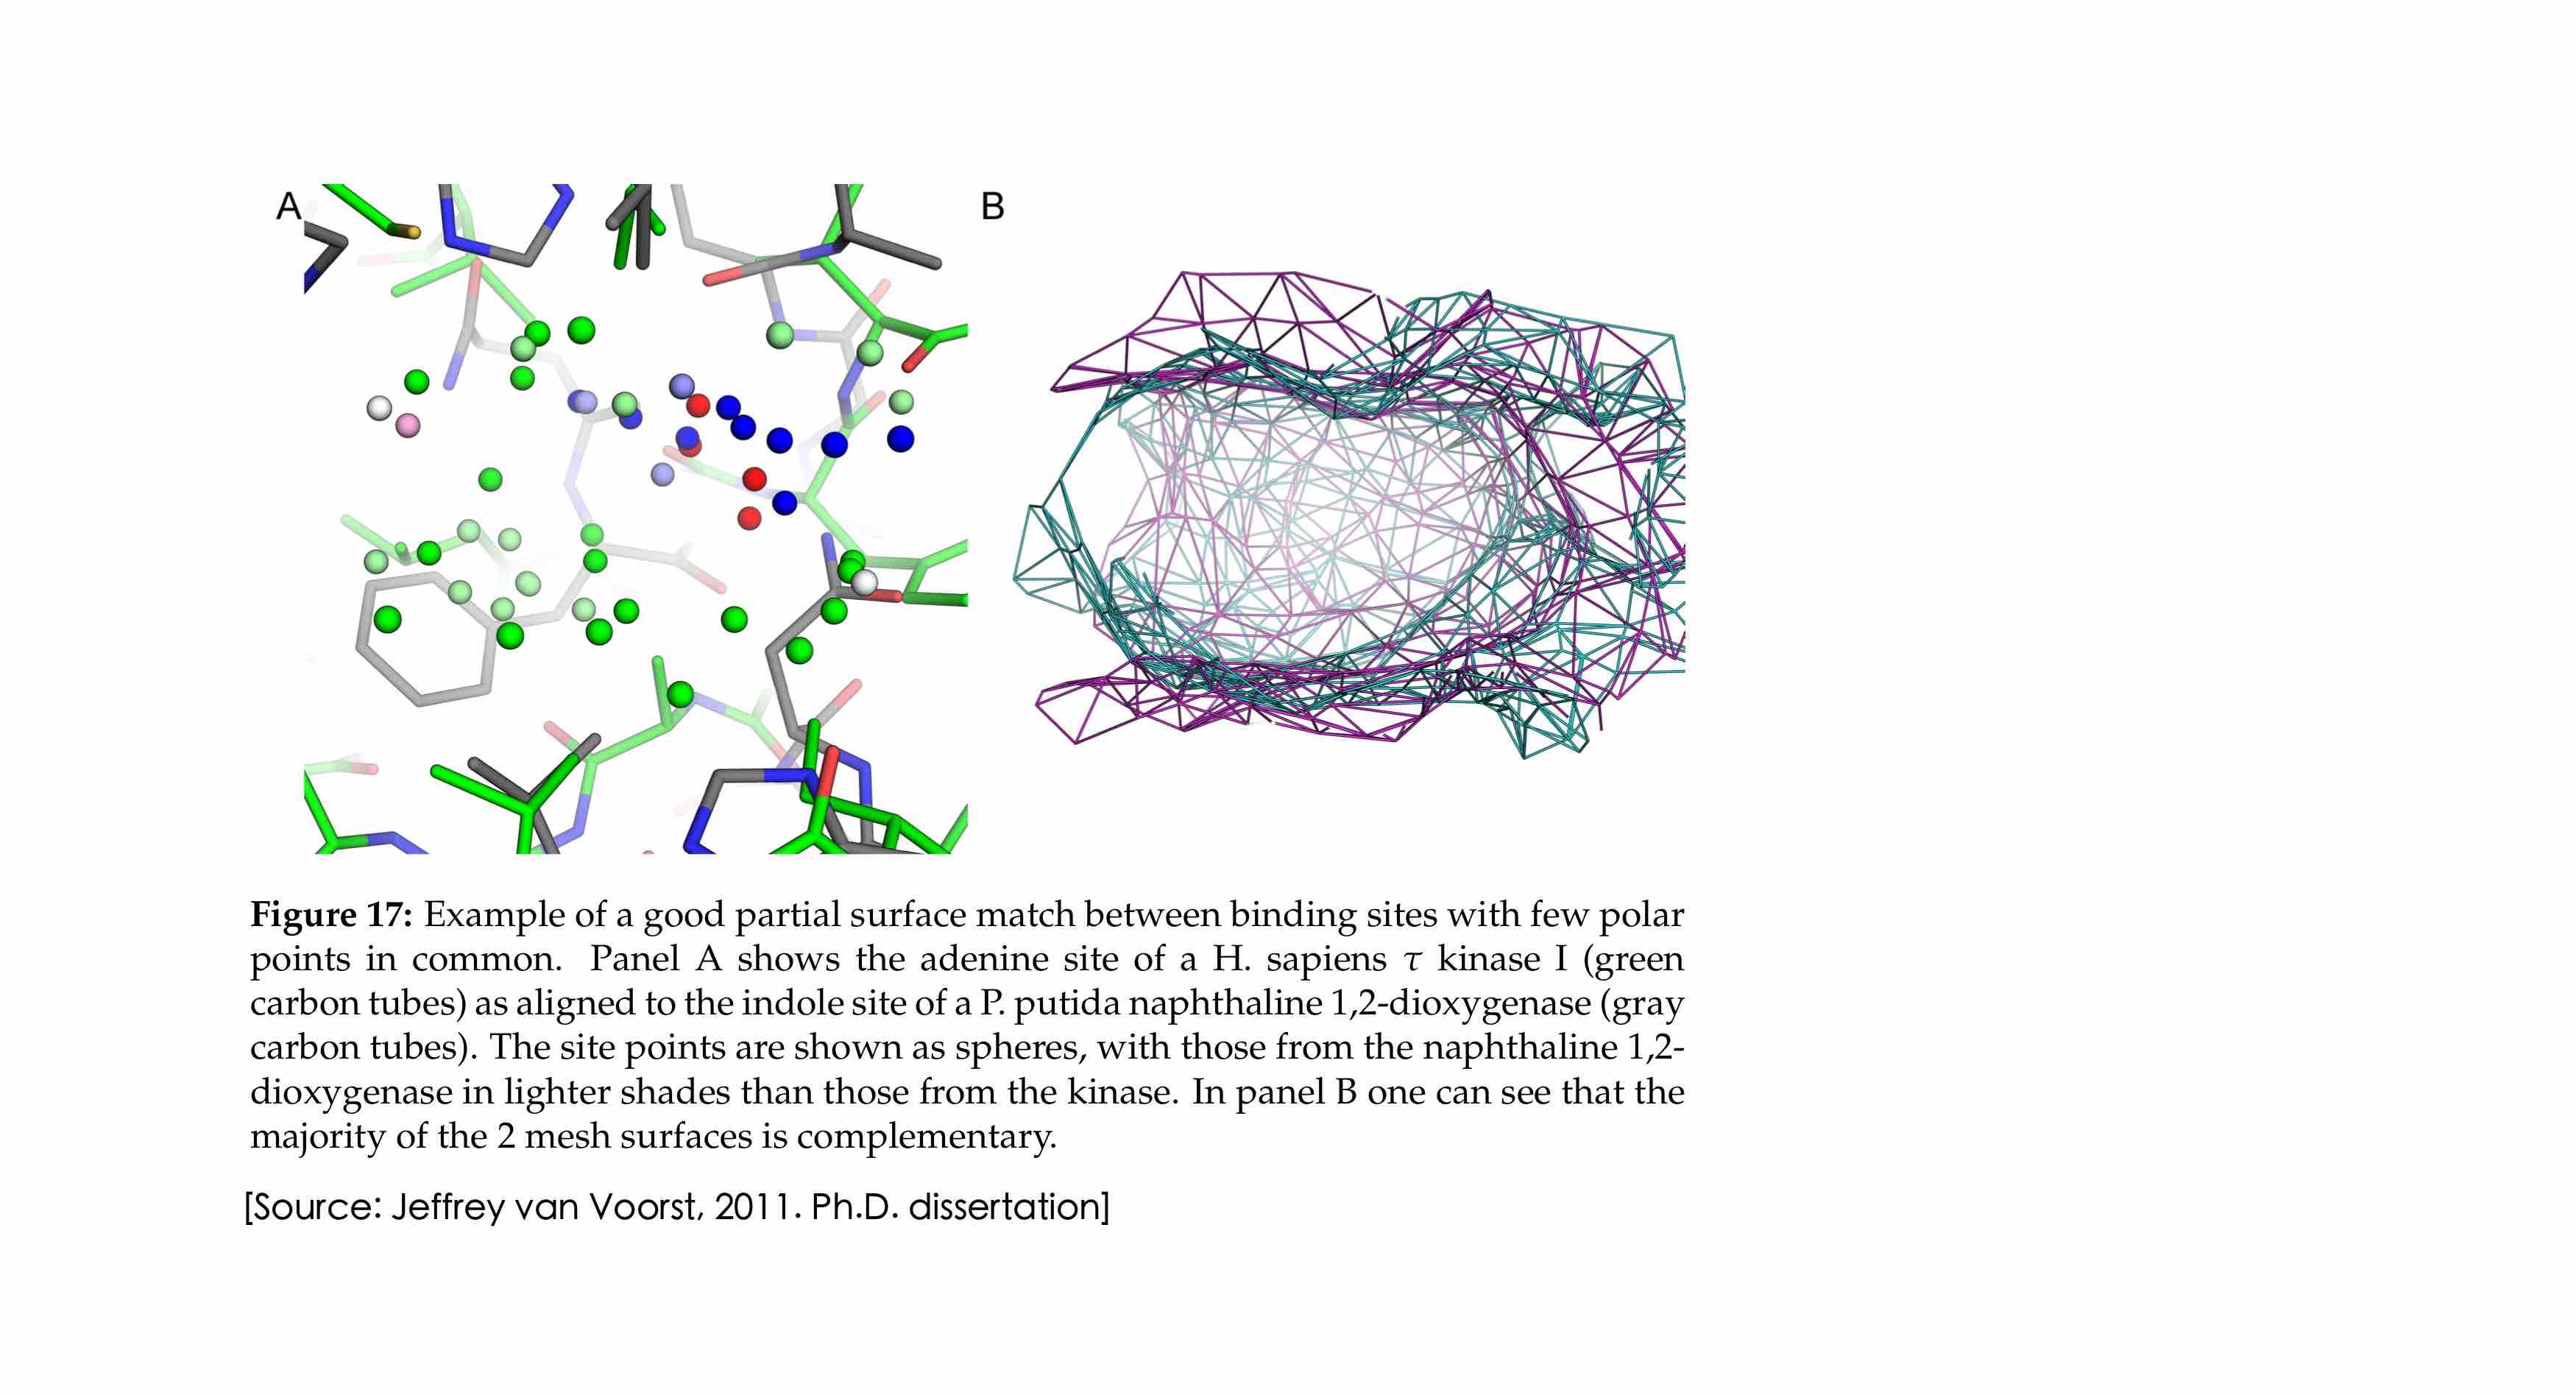 A
B
Figure 17: Example of a good partial surface match between binding sites with few polar
points in common. Panel A shows the adenine site of a H. sapiens τ kinase I (green
carbon tubes) as aligned to the indole site of a P. putida naphthaline 1,2-dioxygenase (gray
carbon tubes). The site points are shown as spheres, with those from the naphthaline 1,2-
dioxygenase in lighter shades than those from the kinase. In panel B one can see that the
majority of the 2 mesh surfaces is complementary.
[Source: Jeffrey van Voorst, 2011. Ph.D. dissertation]